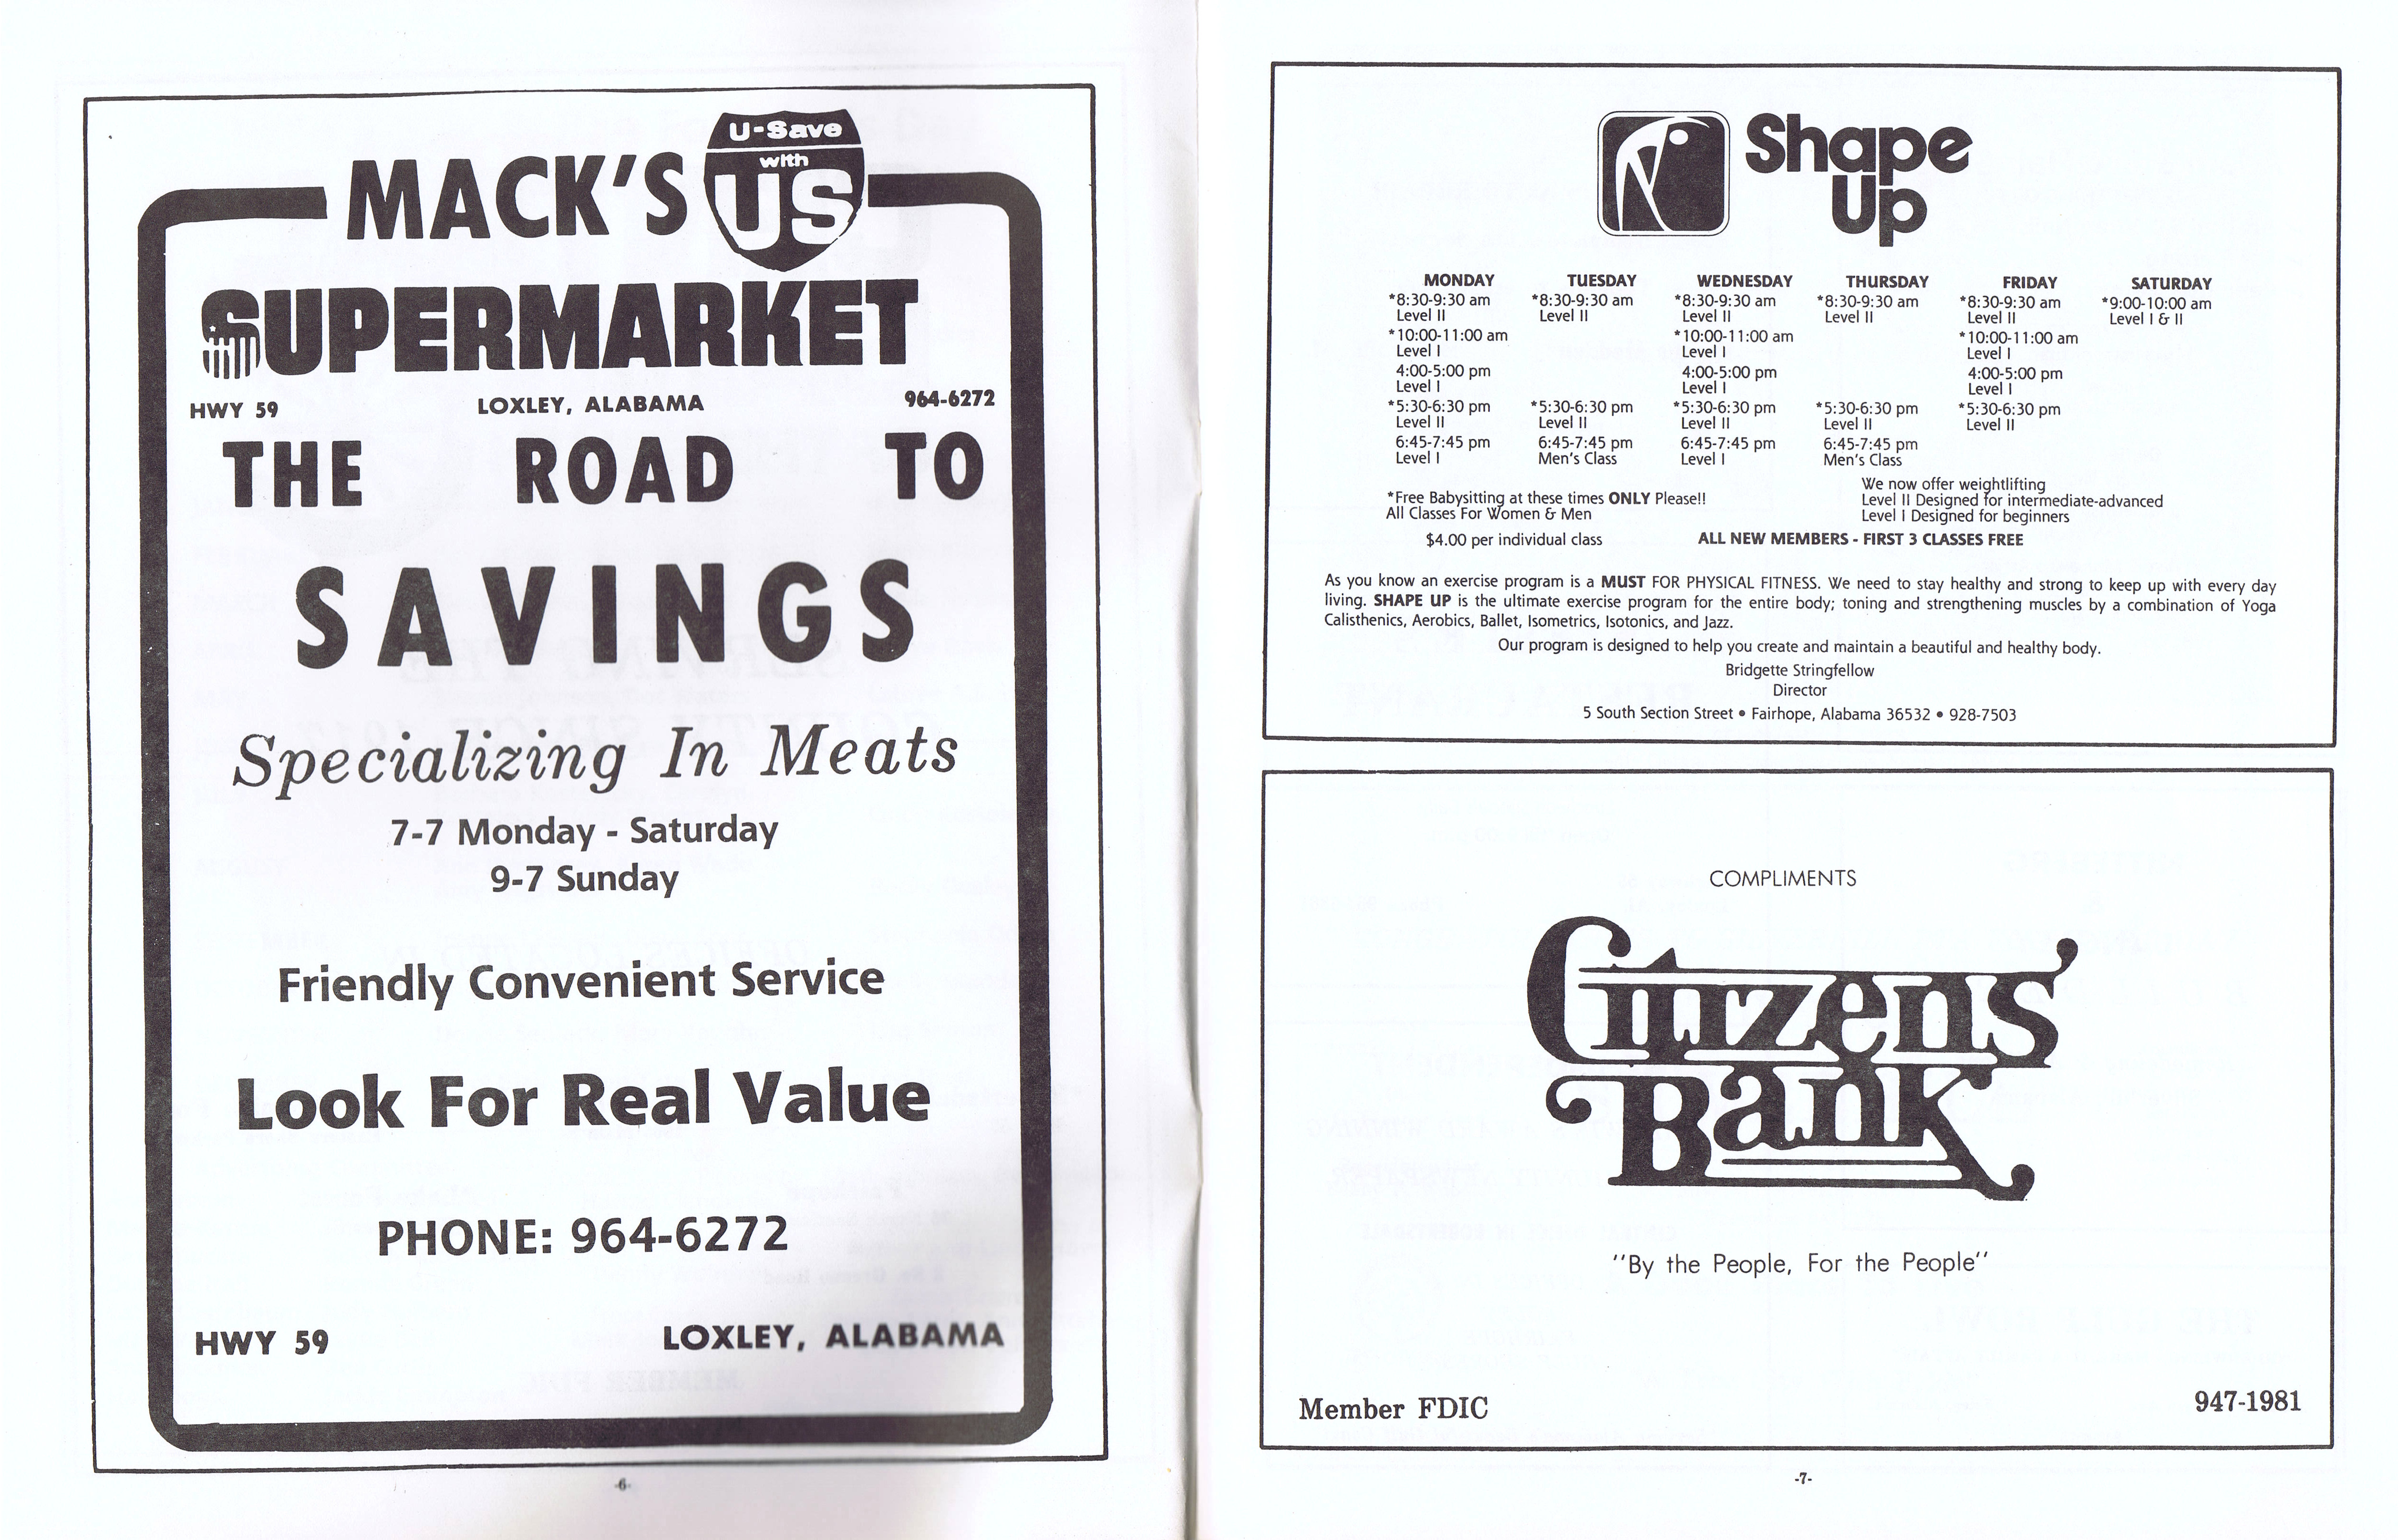 MACK'S
U-Save
with
US
SUPERMARKET
HWY 59 LOXLEY, ALABAMA 964-6272
THE ROAD TO
SAVINGS
Specializing In Meats
7-7 Monday - Saturday
9-7 Sunday
Friendly Convenient Service
Look For Real Value
PHONE: 964-6272
HWY 59 LOXLEY, ALABAMA
-6-
Shape
Up
MONDAY TUESDAY WEDNESDAY THURSDAY FRIDAY SATURDAY
*8:30-9:30 am *8:30-9:30 am *8:30-9:30 am *8:30-9:30 am *8:30-9:30 am *9:00-10:00 am
Level II Level II Level II Level II Level II Level I & II
*10:00-11:00 am *10:00-11:00 am *10:00-11:00 am
Level I Level I Level I
4:00-5:00 pm 4:00-5:00 pm 4:00-5:00 pm
Level I Level I Level I
*5:30-6:30 pm *5:30-6:30 pm *5:30-6:30 pm *5:30-6:30 pm *5:30-6:30 pm
Level II Level II Level II Level II Level II
6:45-7:45 pm 6:45-7:45 pm 6:45-7:45 pm 6:45-7:45 pm
Level I Men's Class Level I Men's Class
*Free Babysitting at these times ONLY Please!!
All Classes For Women & Men
We now offer weightlifting
Level II Designed for intermediate-advanced
Level I Designed for beginners
$4.00 per individual class ALL NEW MEMBERS - FIRST 3 CLASSES FREE
As you know an exercise program is a MUST FOR PHYSICAL FITNESS. We need to stay healthy and strong to keep up with every day
living. SHAPE UP is the ultimate exercise program for the entire body; toning and strengthening muscles by a combination of Yoga
Calisthenics, Aerobics, Ballet, Isometrics, Isotonics, and Jazz.
Our program is designed to help you create and maintain a beautiful and healthy body.
Bridgette Stringfellow
Director
5 South Section Street • Fairhope, Alabama 36532 • 928-7503
COMPLIMENTS
Citizens'
Bank
"By the People, For the People"
Member FDIC 947-1981
-7-